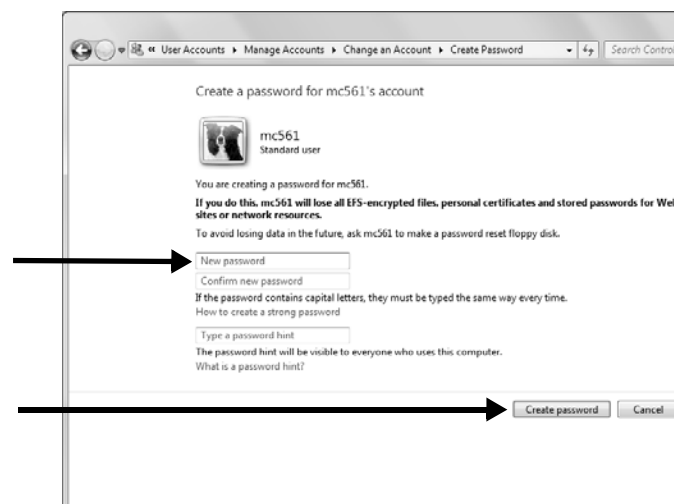 « User Accounts ▸ Manage Accounts ▸ Change an Account ▸ Create Password
Search Control
Create a password for mc561's account
mc561
Standard user
You are creating a password for mc561.
If you do this, mc561 will lose all EFS-encrypted files, personal certificates and stored passwords for Web
sites or network resources.
To avoid losing data in the future, ask mc561 to make a password reset floppy disk.
New password
Confirm new password
If the password contains capital letters, they must be typed the same way every time.
How to create a strong password
Type a password hint
The password hint will be visible to everyone who uses this computer.
What is a password hint?
Create password Cancel